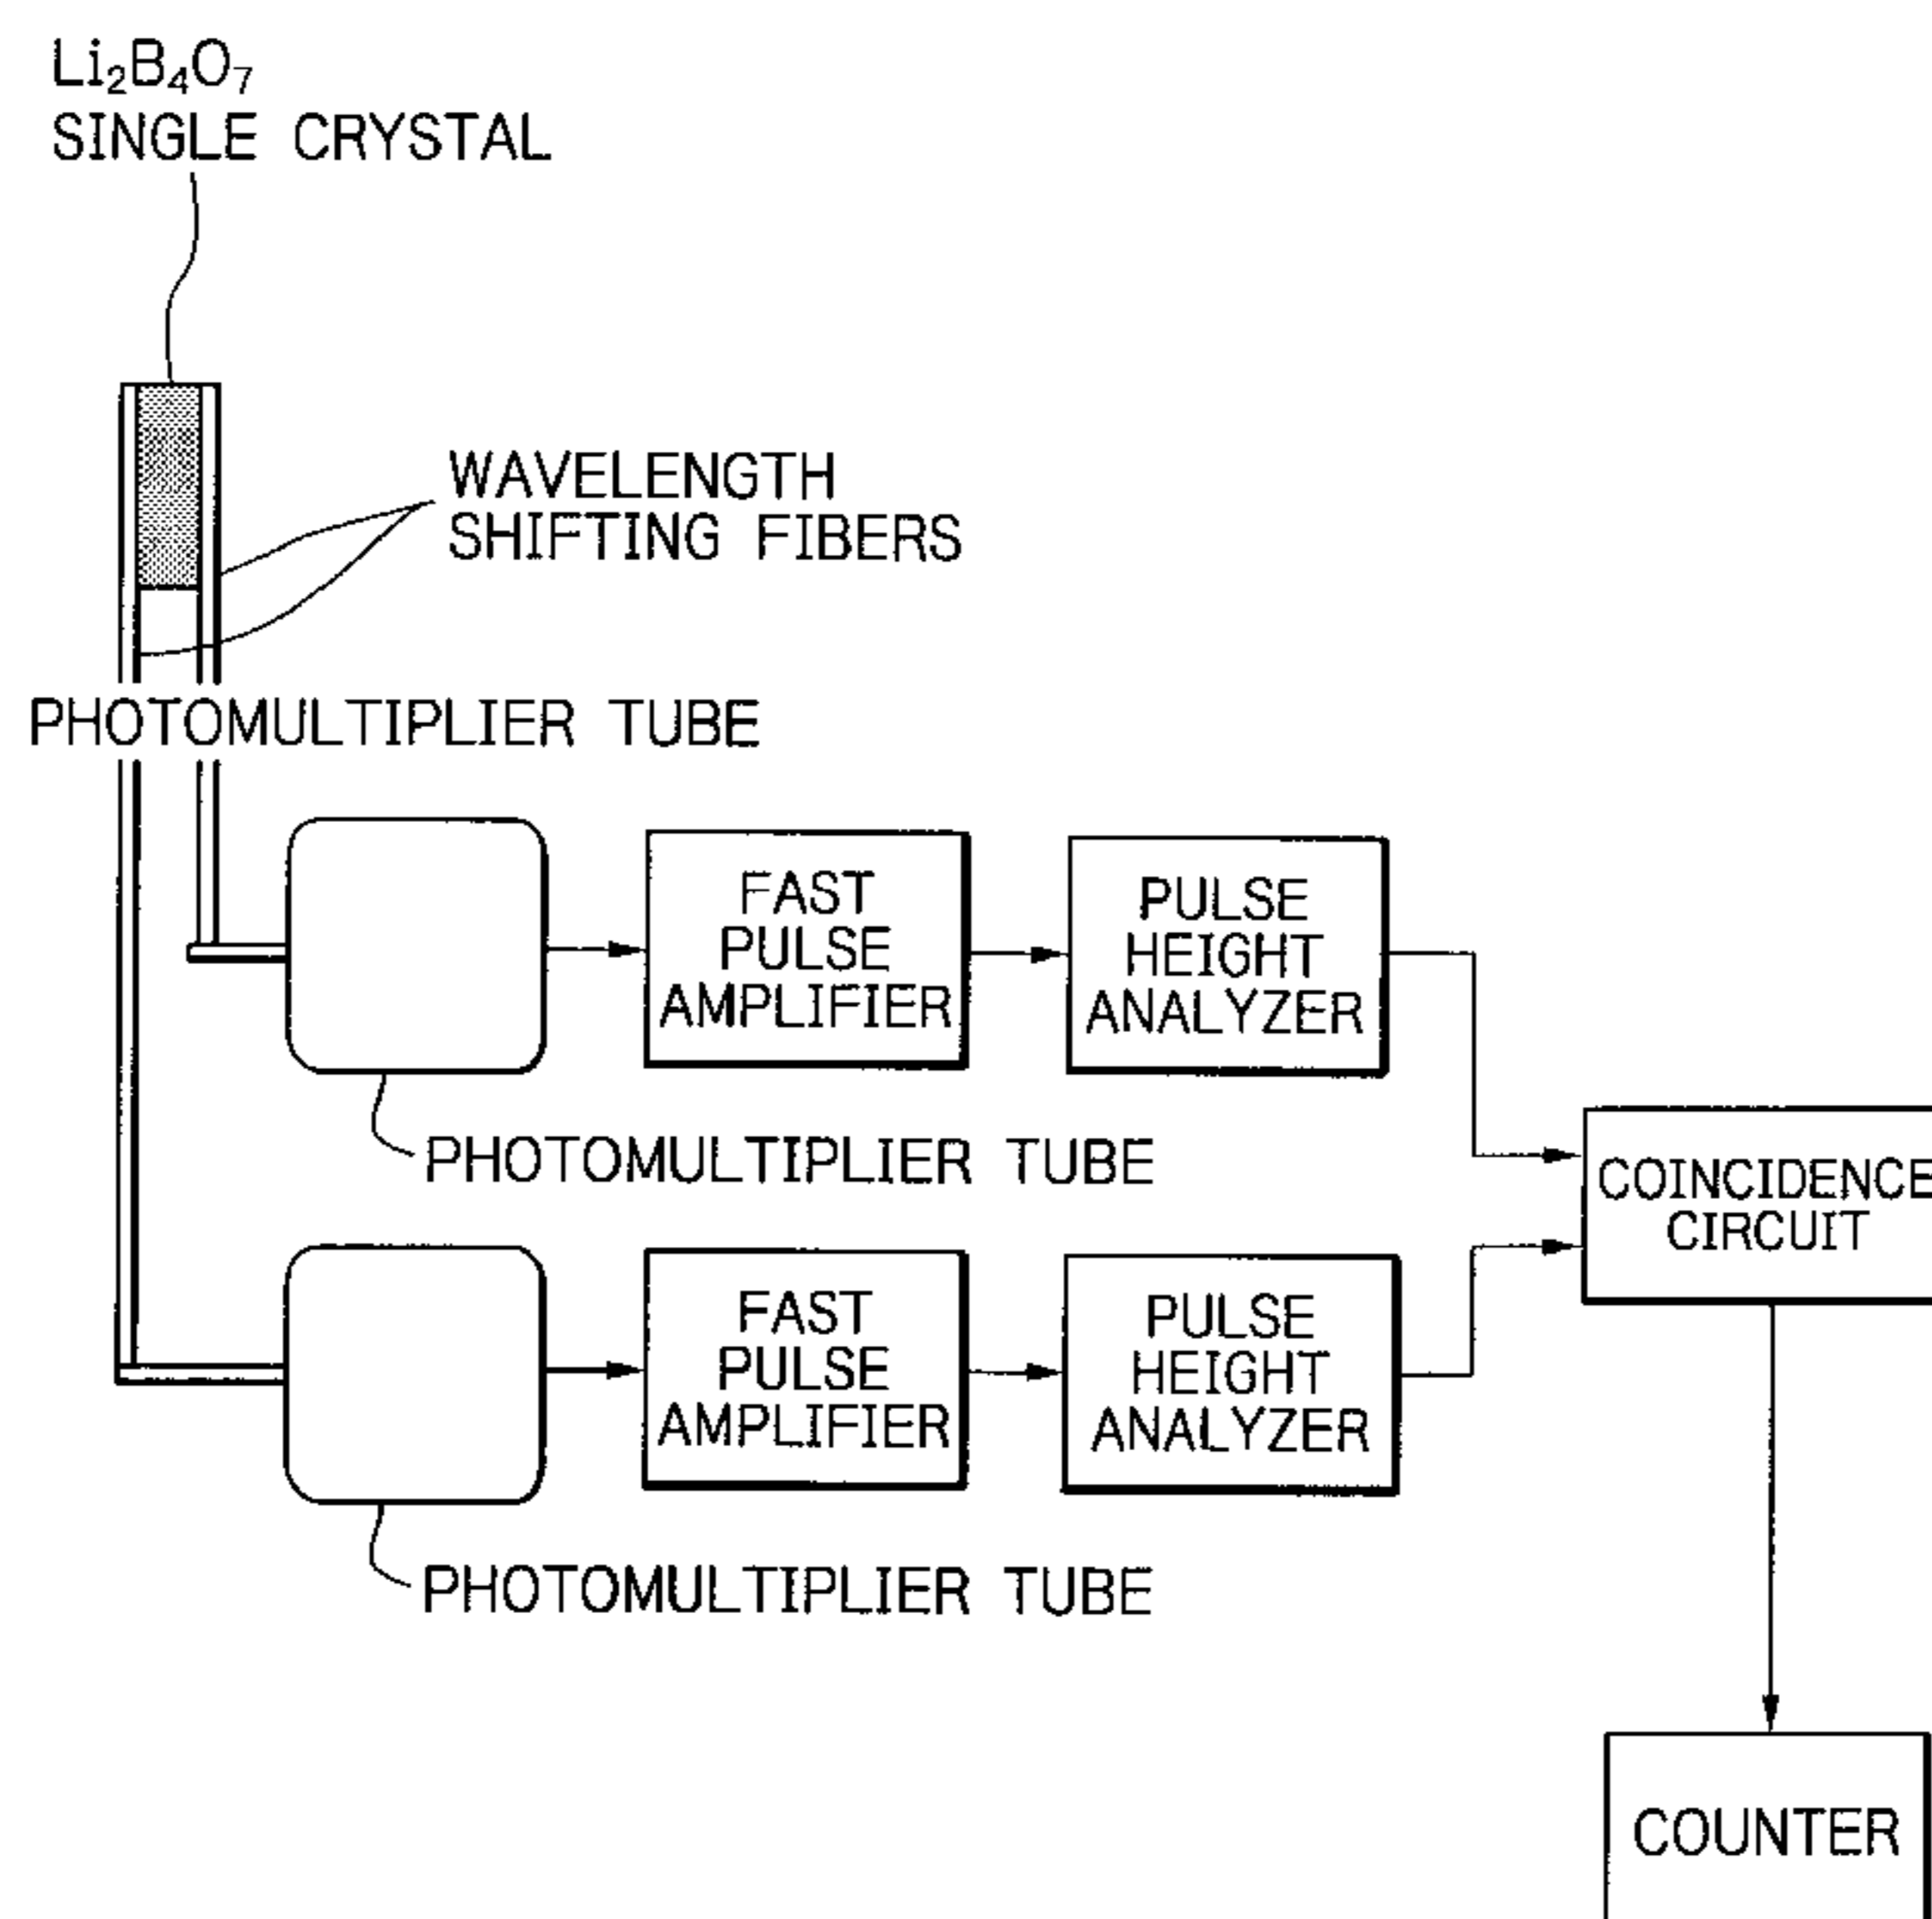 Li₂B₄O₇
SINGLE CRYSTAL
WAVELENGTH
SHIFTING FIBERS
PHOTOMULTIPLIER TUBE
FAST
PULSE
AMPLIFIER
PULSE
HEIGHT
ANALYZER
PHOTOMULTIPLIER TUBE
COINCIDENCE
CIRCUIT
FAST
PULSE
AMPLIFIER
PULSE
HEIGHT
ANALYZER
PHOTOMULTIPLIER TUBE
COUNTER